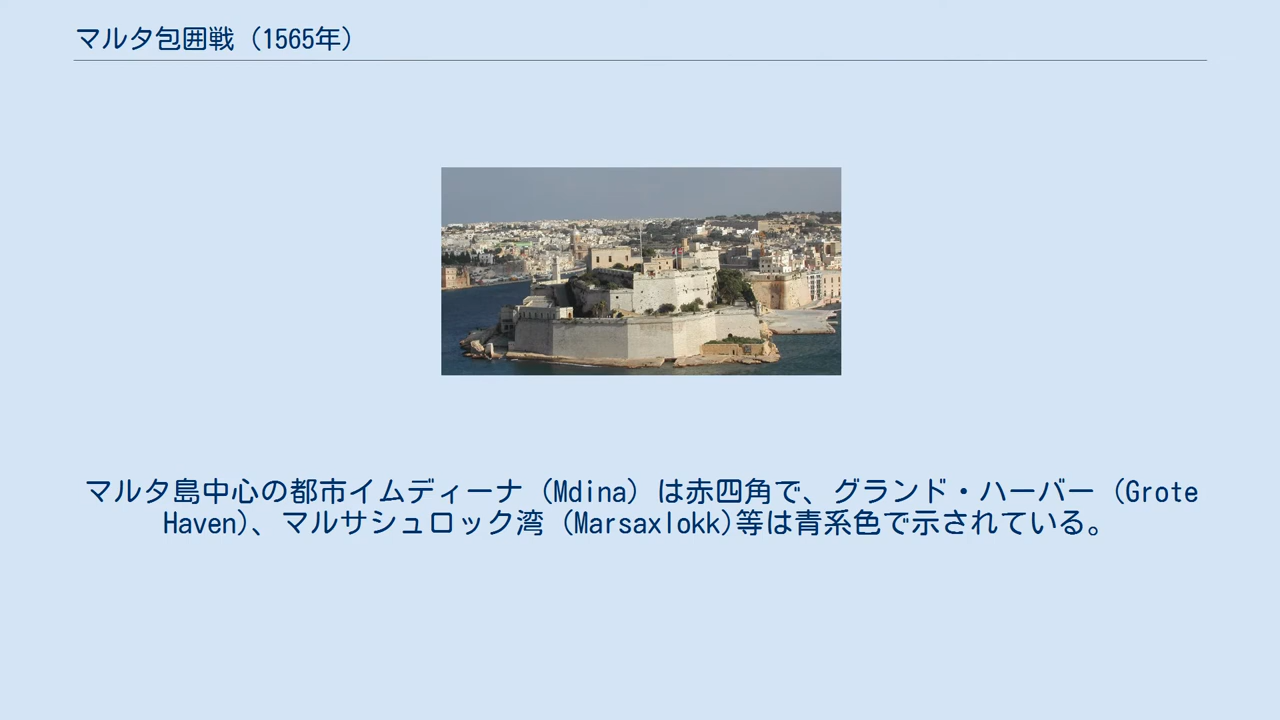 マルタ包囲戦（1565年）
マルタ島中心の都市イムディーナ（Mdina）は赤四角で、グランド・ハーバー（Grote
Haven)、マルサシュロック湾（Marsaxlokk)等は青系色で示されている。